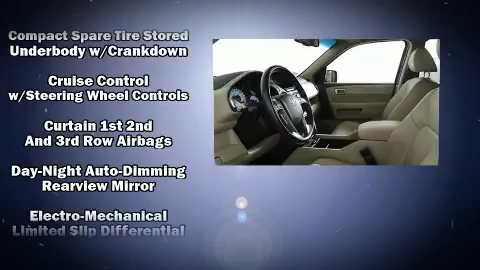 Compact Spare Tire Stored
Underbody w/Crankdown
Cruise Control
w/Steering Wheel Controls
Curtain 1st 2nd
And 3rd Row Airbags
Day-Night Auto-Dimming
Rearview Mirror
Electro-Mechanical
Limited Slip Differential